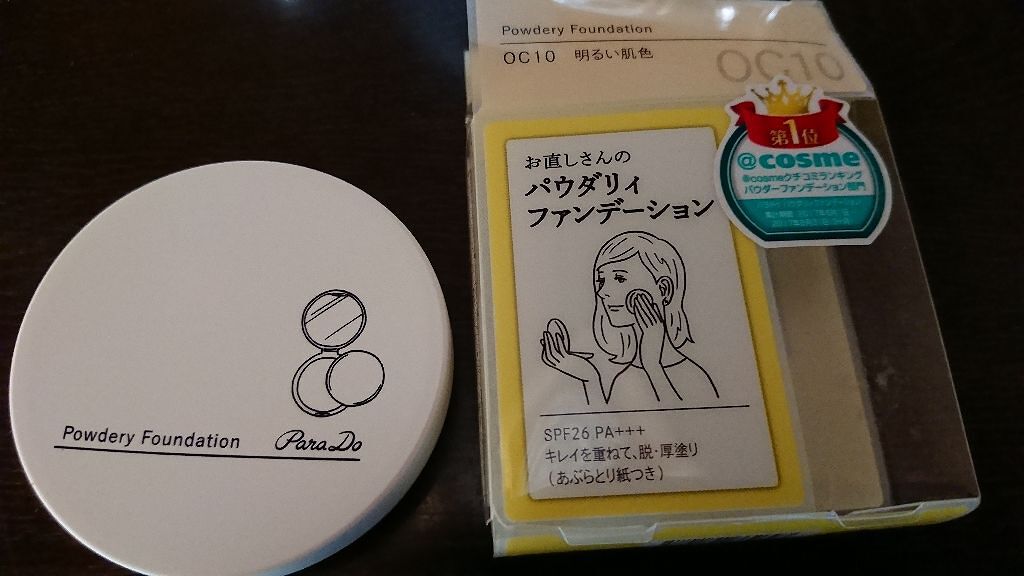 Powdery Foundation
ParaDo
Powdery Foundation
OC10 明るい肌色
OC10
第1位
@cosme
@cosmeクチコミランキング
パウダーファンデーション部門
お直しさんの
パウダリィ
ファンデーション
SPF26 PA+++
キレイを重ねて、脱・厚塗り
(あぶらとり紙つき)